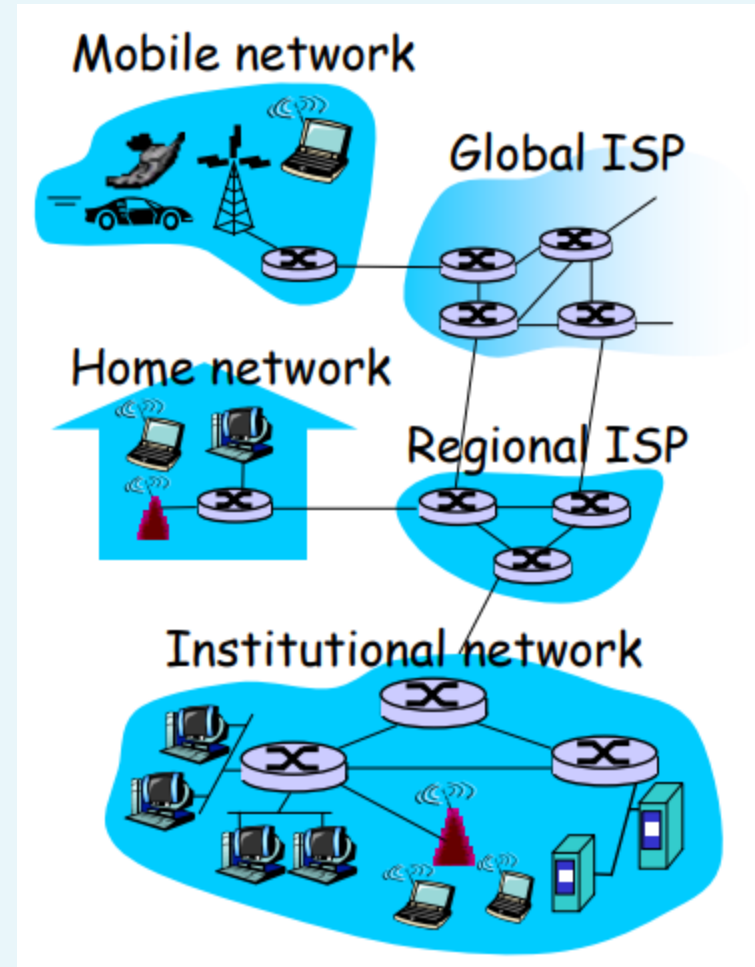 Mobile network
Global ISP
Home network
Regional ISP
Institutional network